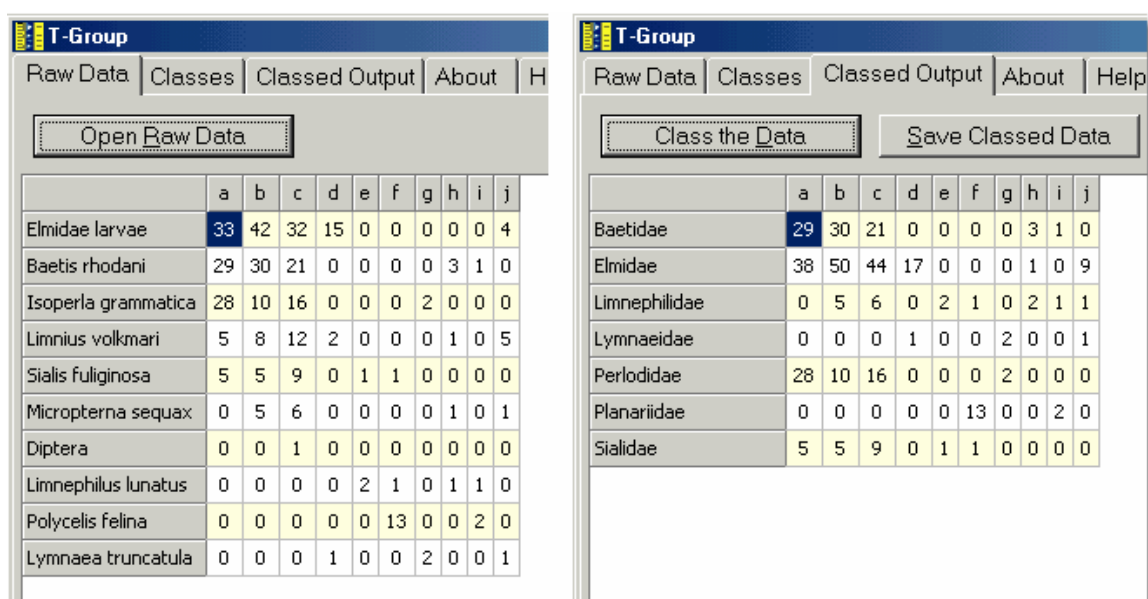 T-Group
Raw Data Classes Classed Output About H
Open Raw Data
a b c d e f g h i j
Elmidae larvae 33 42 32 15 0 0 0 0 0 4
Baetis rhodani 29 30 21 0 0 0 0 3 1 0
Isoperla grammatica 28 10 16 0 0 0 2 0 0 0
Limnius volkmari 5 8 12 2 0 0 0 1 0 5
Sialis fuliginosa 5 5 9 0 1 1 0 0 0 0
Micropterna sequax 0 5 6 0 0 0 0 1 0 1
Diptera 0 0 1 0 0 0 0 0 0 0
Limnephilus lunatus 0 0 0 0 2 1 0 1 1 0
Polycelis felina 0 0 0 0 0 13 0 0 2 0
Lymnaea truncatula 0 0 0 1 0 0 2 0 0 1
T-Group
Raw Data Classes Classed Output About Help
Class the Data Save Classed Data
a b c d e f g h i j
Baetidae 29 30 21 0 0 0 0 3 1 0
Elmidae 38 50 44 17 0 0 0 1 0 9
Limnephilidae 0 5 6 0 2 1 0 2 1 1
Lymnaeidae 0 0 0 1 0 0 2 0 0 1
Perlodidae 28 10 16 0 0 0 2 0 0 0
Planariidae 0 0 0 0 0 13 0 0 2 0
Sialidae 5 5 9 0 1 1 0 0 0 0